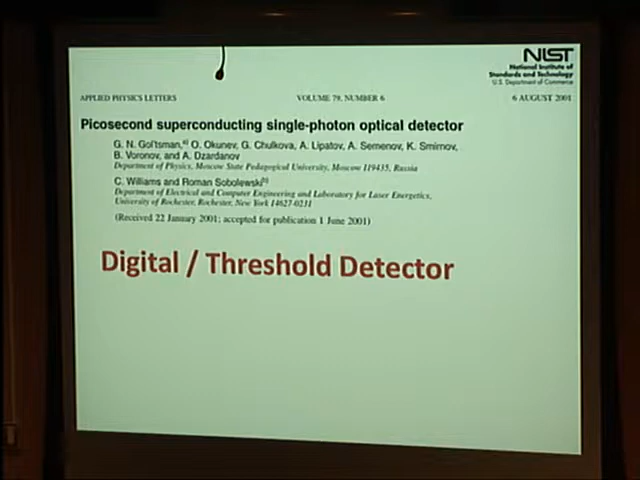 NIST
National Institute of
Standards and Technology
U.S. Department of Commerce
APPLIED PHYSICS LETTERS VOLUME 79, NUMBER 6 6 AUGUST 2001
Picosecond superconducting single-photon optical detector
G. N. Gol'tsman,a) O. Okunev, G. Chulkova, A. Lipatov, A. Semenov, K. Smirnov,
B. Voronov, and A. Dzardanov
Department of Physics, Moscow State Pedagogical University, Moscow 119435, Russia
C. Williams and Roman Sobolewskib)
Department of Electrical and Computer Engineering and Laboratory for Laser Energetics,
University of Rochester, Rochester, New York 14627-0231
(Received 22 January 2001; accepted for publication 1 June 2001)
Digital / Threshold Detector